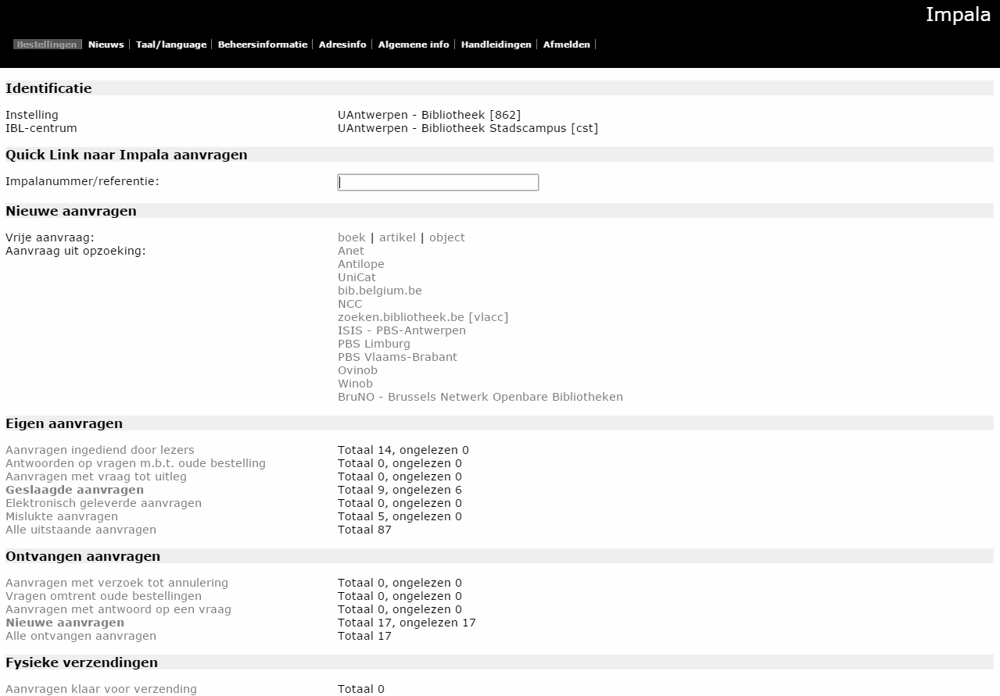 Impala
Bestellingen | Nieuws | Taal/language | Beheersinformatie | Adresinfo | Algemene info | Handleidingen | Afmelden |
Identificatie
Instelling UAntwerpen - Bibliotheek [862]
IBL-centrum UAntwerpen - Bibliotheek Stadscampus [cst]
Quick Link naar Impala aanvragen
Impalanummer/referentie:
Nieuwe aanvragen
Vrije aanvraag: boek | artikel | object
Aanvraag uit opzoeking: Anet
Antilope
UniCat
bib.belgium.be
NCC
zoeken.bibliotheek.be [vlacc]
ISIS - PBS-Antwerpen
PBS Limburg
PBS Vlaams-Brabant
Ovinob
Winob
BruNO - Brussels Netwerk Openbare Bibliotheken
Eigen aanvragen
Aanvragen ingediend door lezers Totaal 14, ongelezen 0
Antwoorden op vragen m.b.t. oude bestelling Totaal 0, ongelezen 0
Aanvragen met vraag tot uitleg Totaal 0, ongelezen 0
Geslaagde aanvragen Totaal 9, ongelezen 6
Elektronisch geleverde aanvragen Totaal 0, ongelezen 0
Mislukte aanvragen Totaal 5, ongelezen 0
Alle uitstaande aanvragen Totaal 87
Ontvangen aanvragen
Aanvragen met verzoek tot annulering Totaal 0, ongelezen 0
Vragen omtrent oude bestellingen Totaal 0, ongelezen 0
Aanvragen met antwoord op een vraag Totaal 0, ongelezen 0
Nieuwe aanvragen Totaal 17, ongelezen 17
Alle ontvangen aanvragen Totaal 17
Fysieke verzendingen
Aanvragen klaar voor verzending Totaal 0